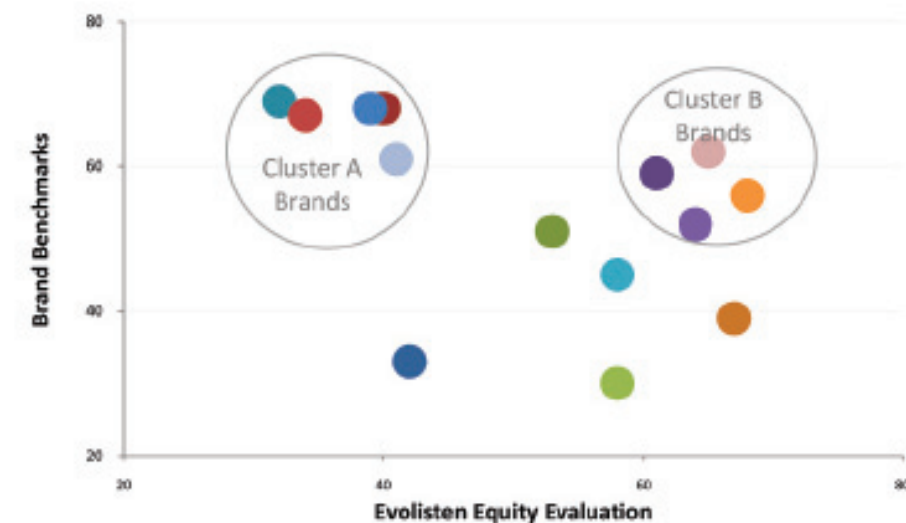 80
Cluster B
Brands
Cluster A
Brands
60
40
20
20
40
60
80
Brand Benchmarks
Evolisten Equity Evaluation